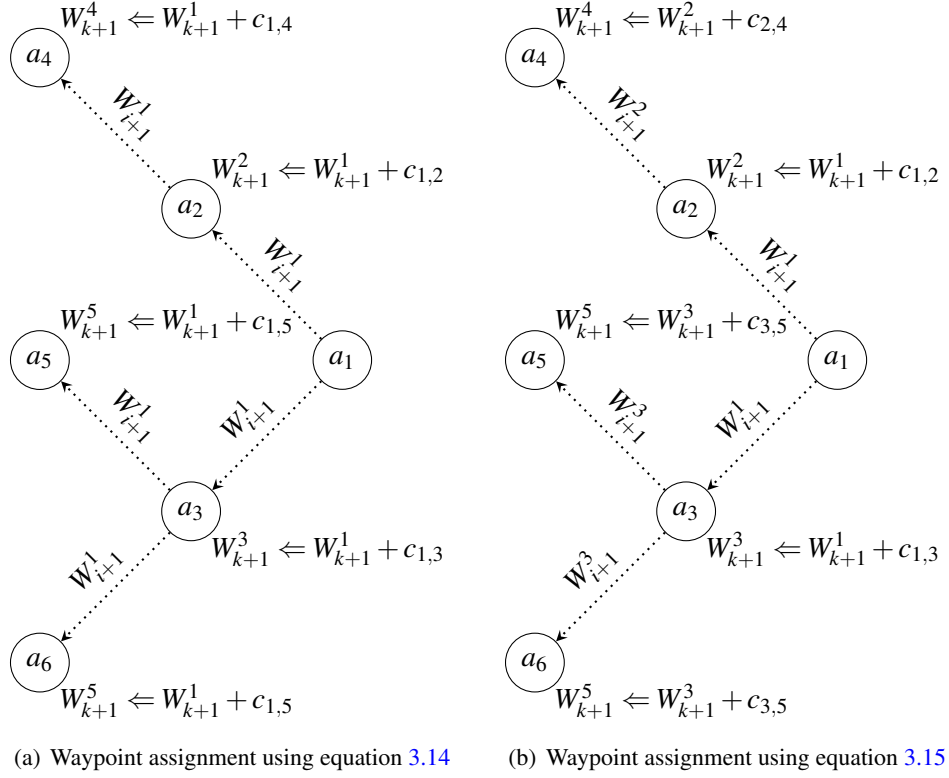 W^4_{k+1} ⇐ W^1_{k+1} + c_{1,4}
a_4
W^1_{i+1}
W^2_{k+1} ⇐ W^1_{k+1} + c_{1,2}
a_2
W^1_{i+1}
W^5_{k+1} ⇐ W^1_{k+1} + c_{1,5}
a_5
a_1
W^1_{i+1}
W^1_{i+1}
a_3
W^3_{k+1} ⇐ W^1_{k+1} + c_{1,3}
W^1_{i+1}
a_6
W^5_{k+1} ⇐ W^1_{k+1} + c_{1,5}
(a) Waypoint assignment using equation 3.14
W^4_{k+1} ⇐ W^2_{k+1} + c_{2,4}
a_4
W^2_{i+1}
W^2_{k+1} ⇐ W^1_{k+1} + c_{1,2}
a_2
W^1_{i+1}
W^5_{k+1} ⇐ W^3_{k+1} + c_{3,5}
a_5
a_1
W^3_{i+1}
W^1_{i+1}
a_3
W^3_{k+1} ⇐ W^1_{k+1} + c_{1,3}
W^3_{i+1}
a_6
W^5_{k+1} ⇐ W^3_{k+1} + c_{3,5}
(b) Waypoint assignment using equation 3.15